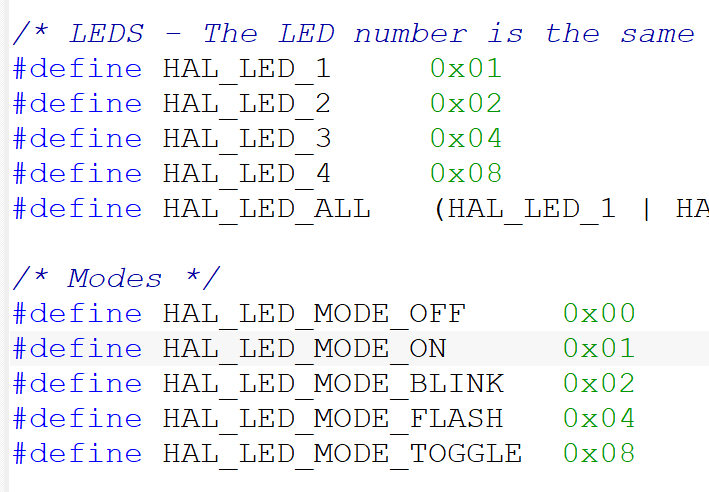 /* LEDS - The LED number is the same
#define HAL_LED_1     0x01
#define HAL_LED_2     0x02
#define HAL_LED_3     0x04
#define HAL_LED_4     0x08
#define HAL_LED_ALL   (HAL_LED_1 | HA
/* Modes */
#define HAL_LED_MODE_OFF     0x00
#define HAL_LED_MODE_ON      0x01
#define HAL_LED_MODE_BLINK   0x02
#define HAL_LED_MODE_FLASH   0x04
#define HAL_LED_MODE_TOGGLE  0x08